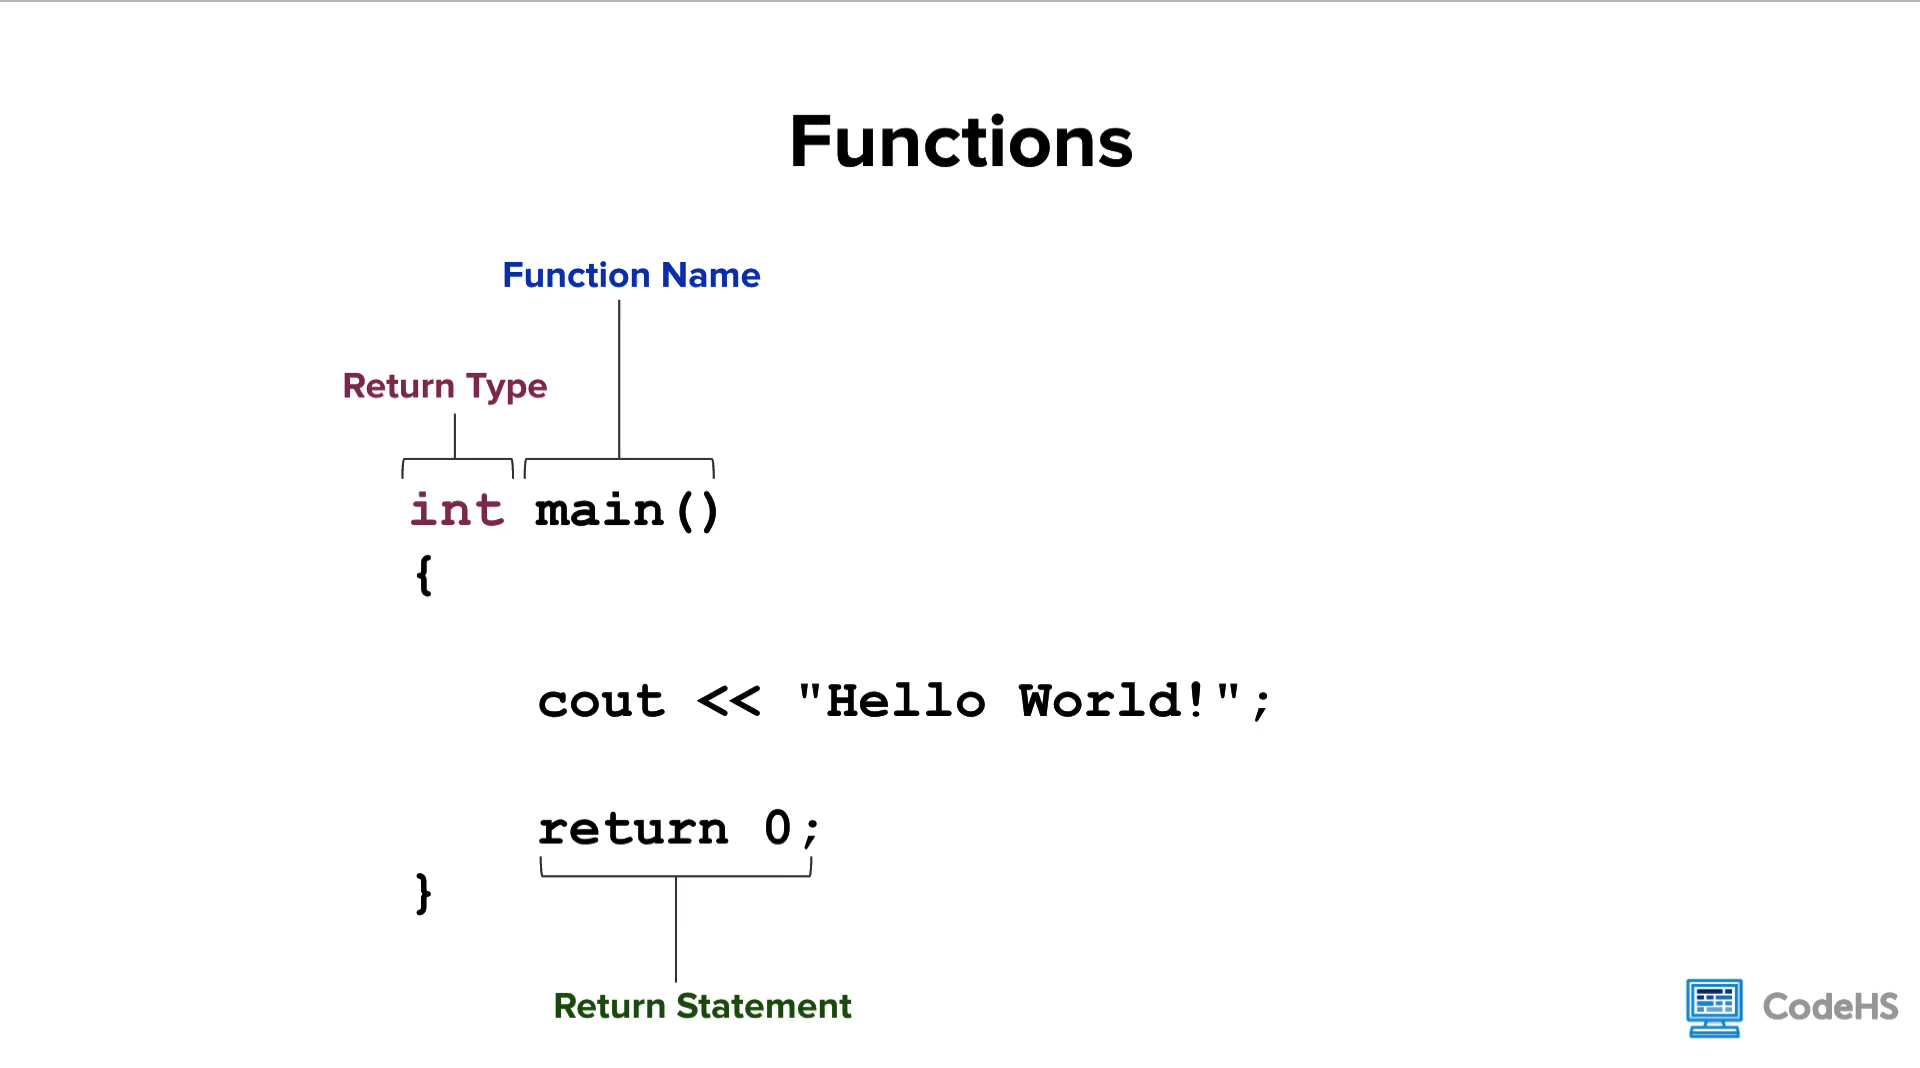 Functions
Function Name
Return Type
int main()
{
cout << "Hello World!";
return 0;
}
Return Statement
CodeHS